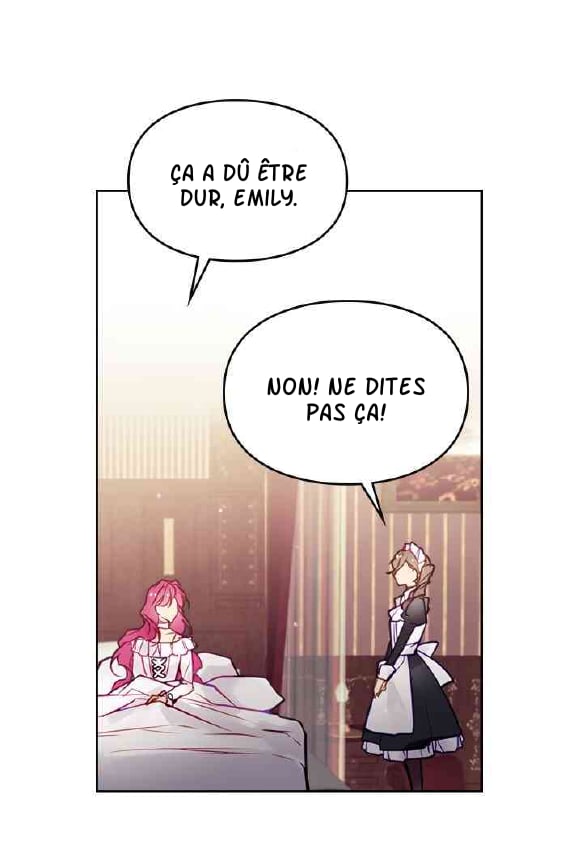 ÇA A DÛ ÊTRE
DUR, EMILY.
NON! NE DITES
PAS ÇA!